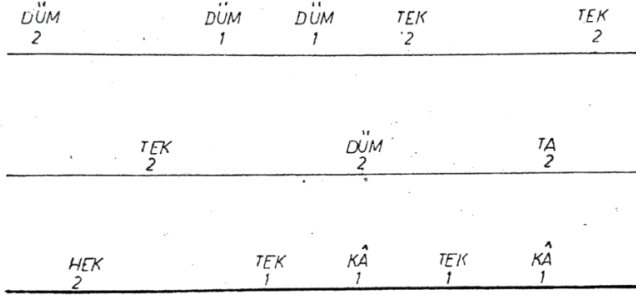 DÜM DÜM DÜM TEK TEK
2 1 1 2 2
TEK DÜM TA
2 2 2
HEK TEK KÂ TEK KÂ
2 1 1 1 1